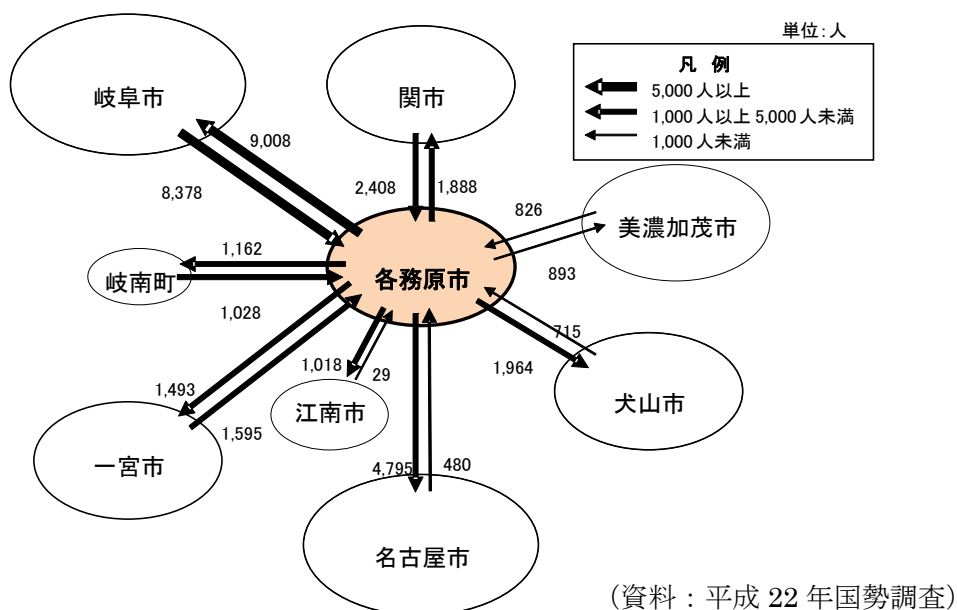 単位：人
凡 例
5,000 人以上
1,000 人以上 5,000 人未満
1,000 人未満
岐阜市
関市
9,008
8,378
2,408
1,888
826
美濃加茂市
893
1,162
岐南町
各務原市
1,028
715
1,964
1,018
29
1,493
江南市
犬山市
1,595
一宮市
4,795
480
名古屋市
（資料：平成 22 年国勢調査）